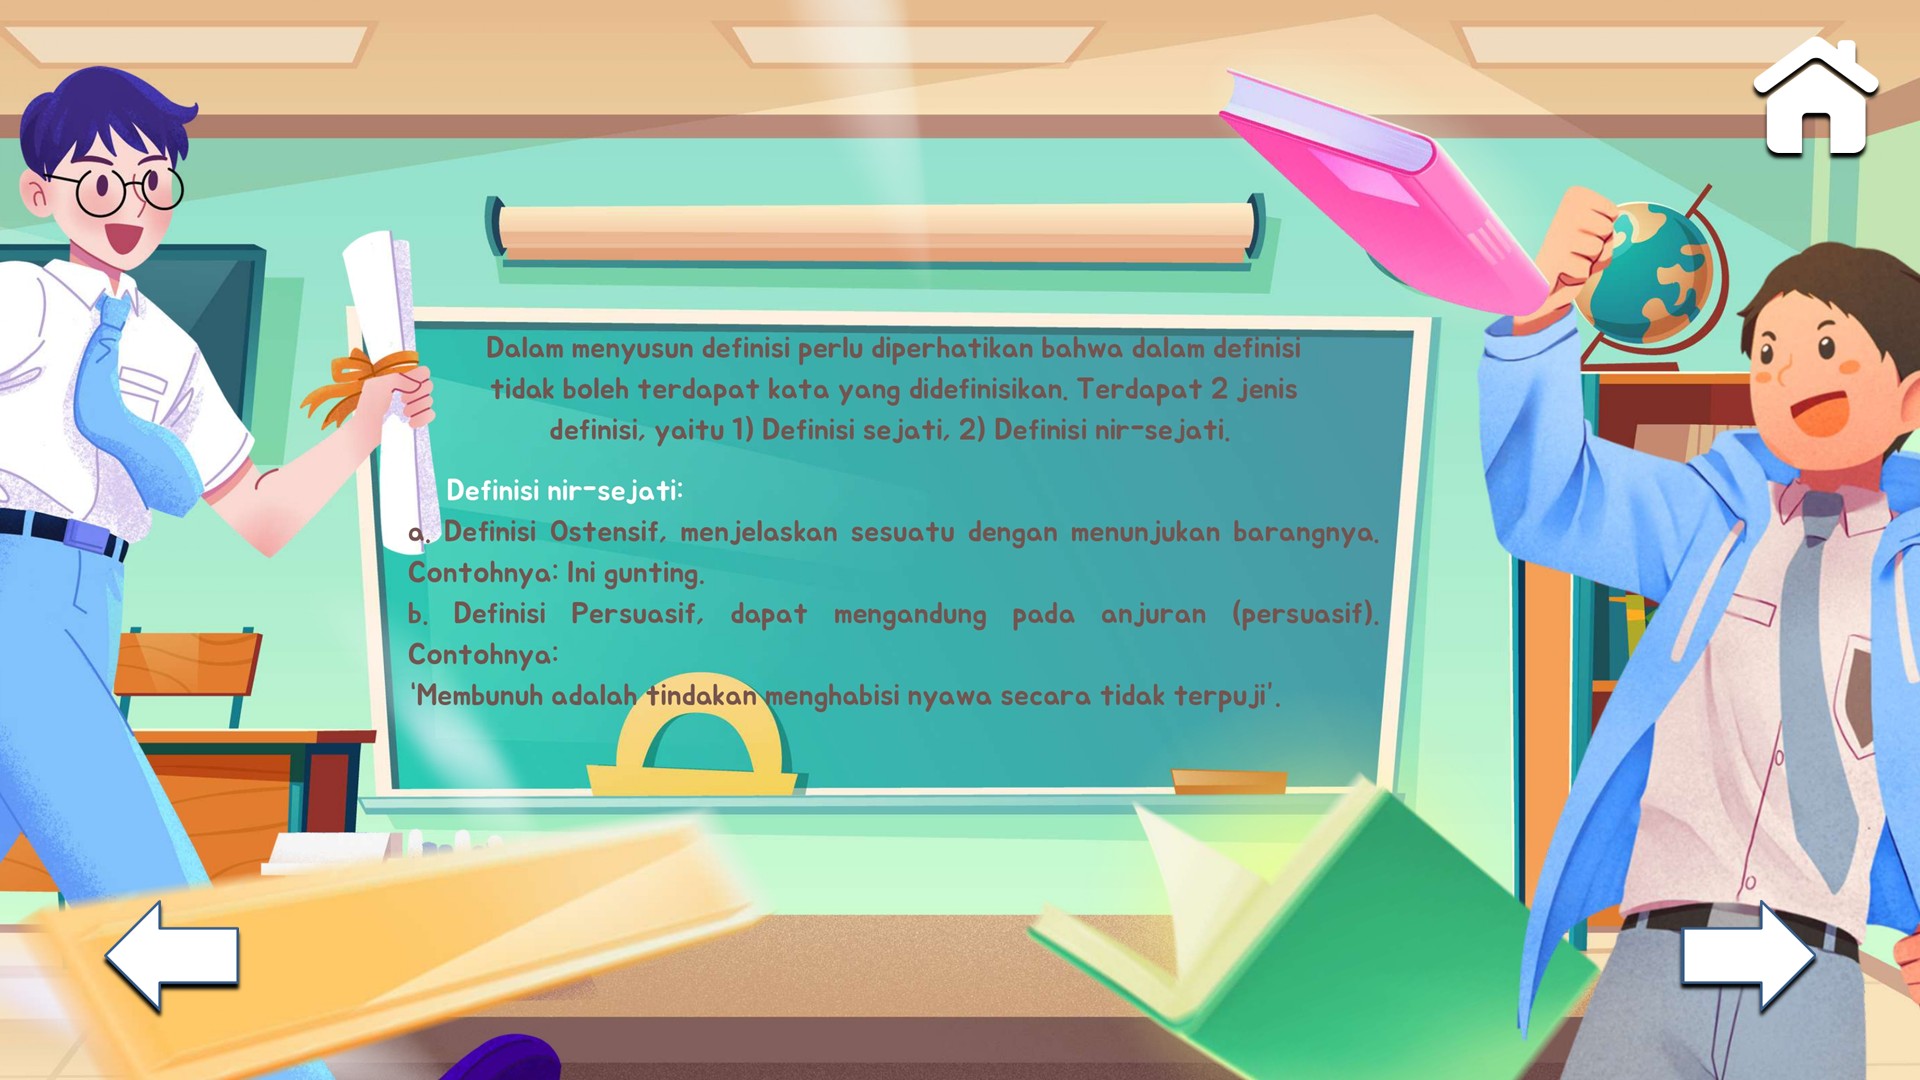 Dalam menyusun definisi perlu diperhatikan bahwa dalam definisi
tidak boleh terdapat kata yang didefinisikan. Terdapat 2 jenis
definisi, yaitu 1) Definisi sejati, 2) Definisi nir-sejati.
Definisi nir-sejati:
a. Definisi Ostensif, menjelaskan sesuatu dengan menunjukan barangnya.
Contohnya: Ini gunting.
b. Definisi Persuasif, dapat mengandung pada anjuran (persuasif).
Contohnya:
'Membunuh adalah tindakan menghabisi nyawa secara tidak terpuji'.